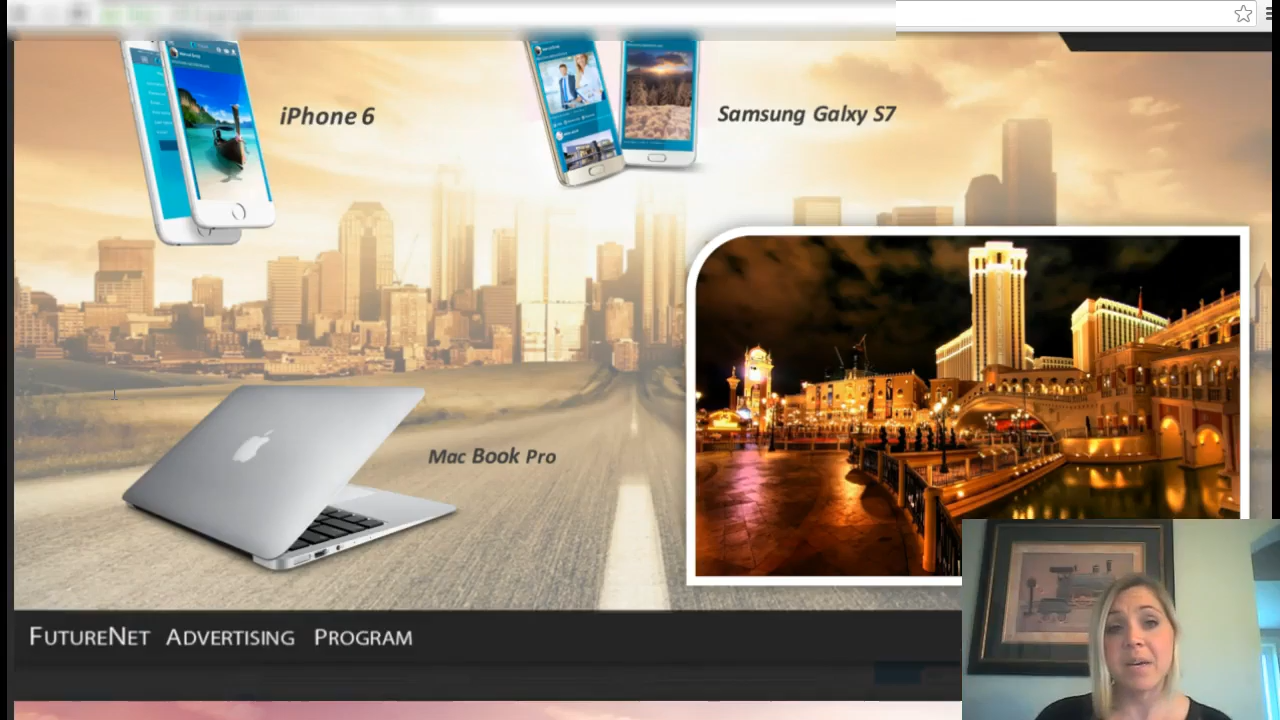 iPhone 6
Samsung Galxy S7
Mac Book Pro
FutureNet Advertising Program